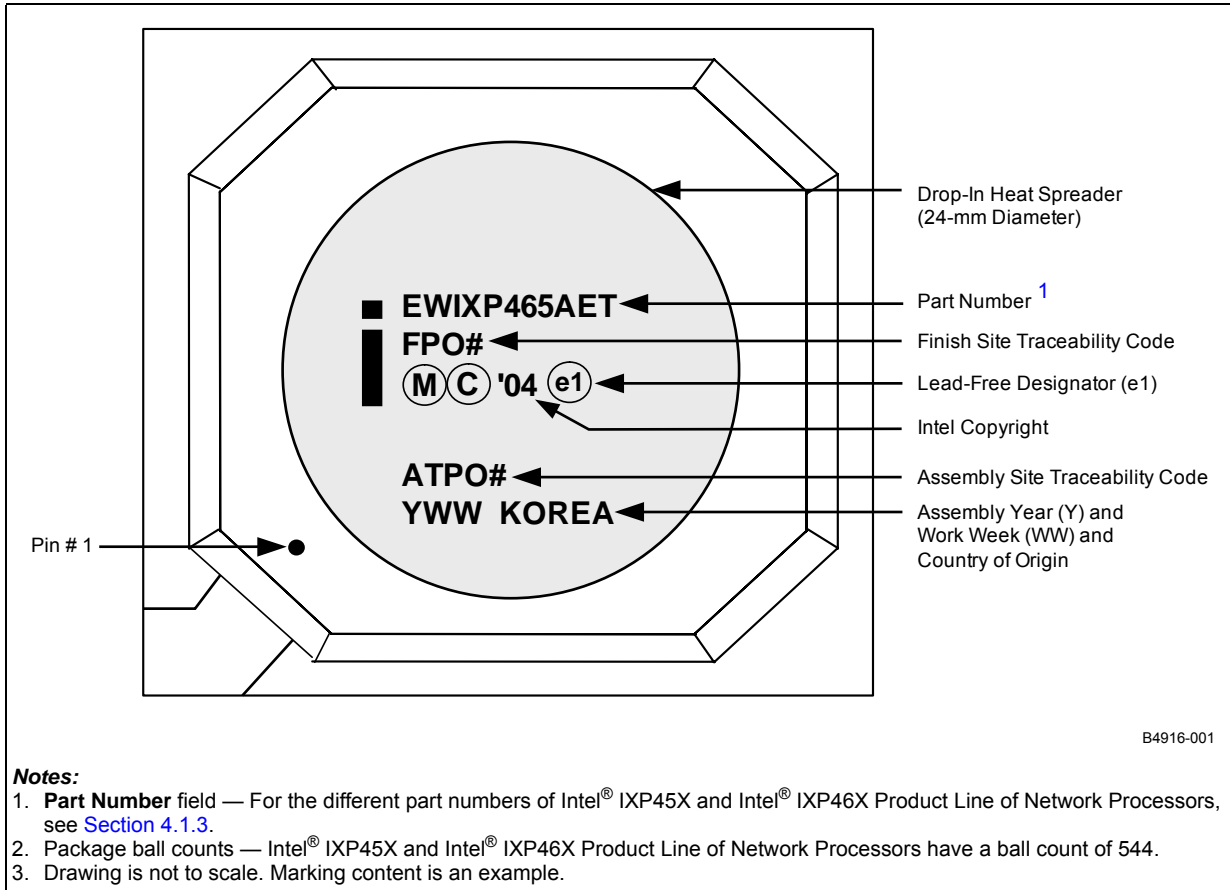 EWIXP465AET
FPO#
M C '04 e1
ATPO#
YWW KOREA
Pin # 1
Drop-In Heat Spreader
(24-mm Diameter)
Part Number 1
Finish Site Traceability Code
Lead-Free Designator (e1)
Intel Copyright
Assembly Site Traceability Code
Assembly Year (Y) and
Work Week (WW) and
Country of Origin
B4916-001
Notes:
1. Part Number field — For the different part numbers of Intel® IXP45X and Intel® IXP46X Product Line of Network Processors,
see Section 4.1.3.
2. Package ball counts — Intel® IXP45X and Intel® IXP46X Product Line of Network Processors have a ball count of 544.
3. Drawing is not to scale. Marking content is an example.